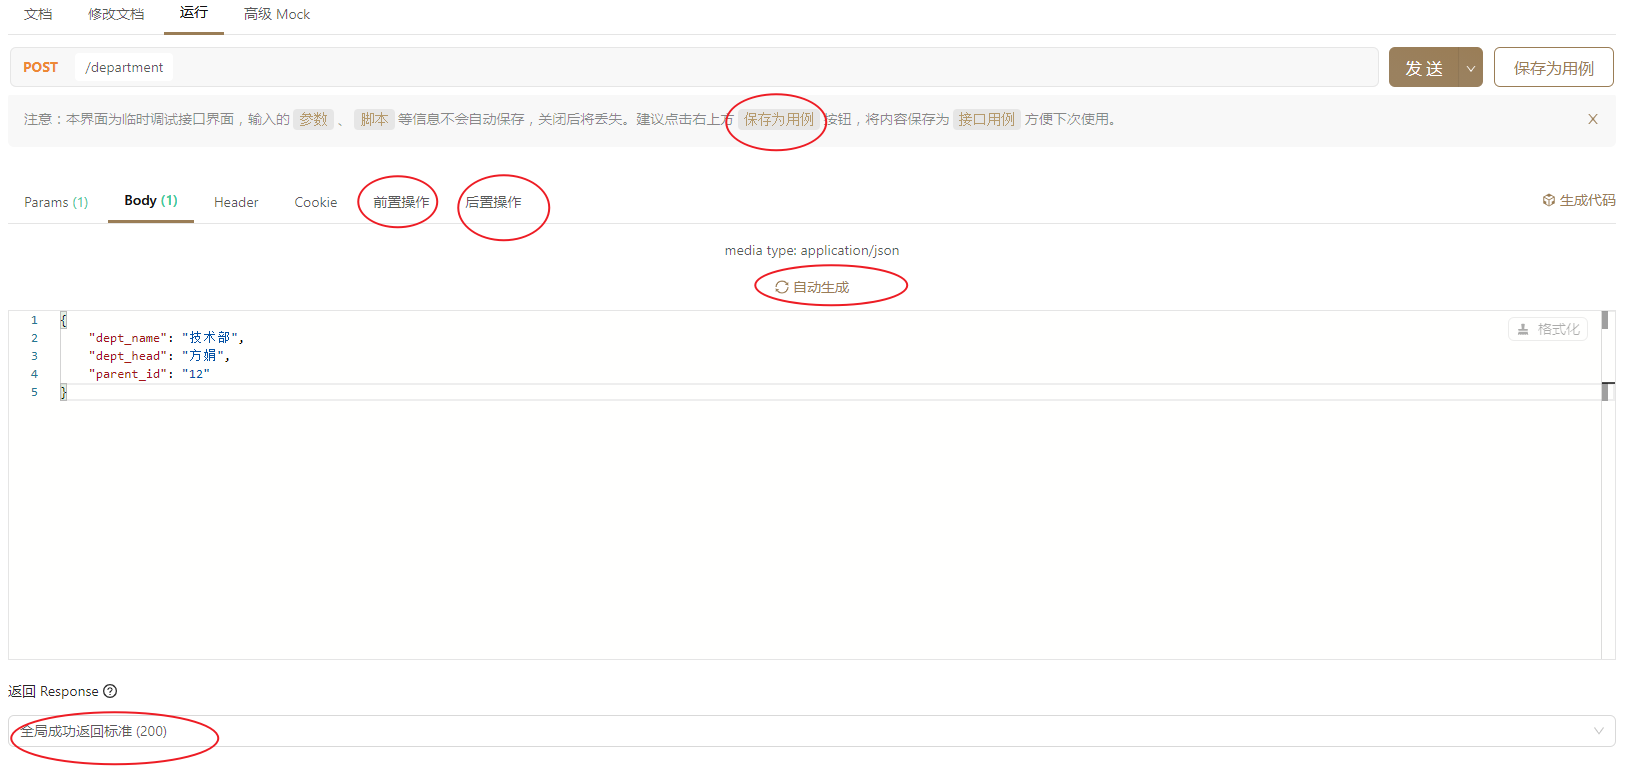 文档 修改文档 运行 高级 Mock
POST /department 发 送 保存为用例
注意：本界面为临时调试接口界面，输入的 参数 、 脚本 等信息不会自动保存，关闭后将丢失。建议点击右上方 保存为用例 按钮，将内容保存为 接口用例 方便下次使用。
Params (1) Body (1) Header Cookie 前置操作 后置操作 生成代码
media type: application/json
自动生成
格式化
1 {
2 "dept_name": "技术部",
3 "dept_head": "方娟",
4 "parent_id": "12"
5 }
返回 Response
全局成功返回标准 (200)